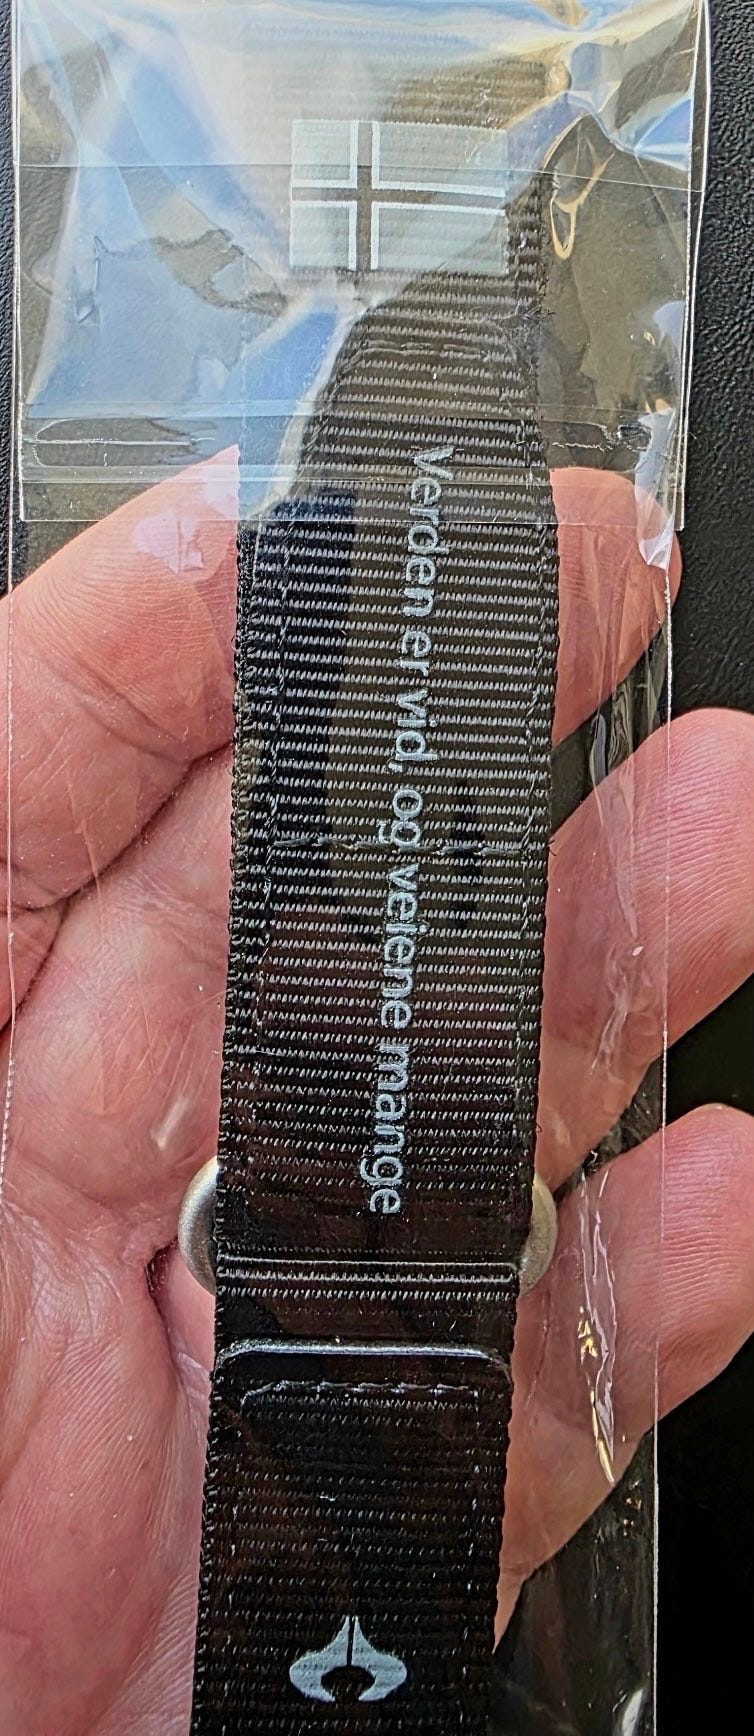 Verden er vid, og veiene mange